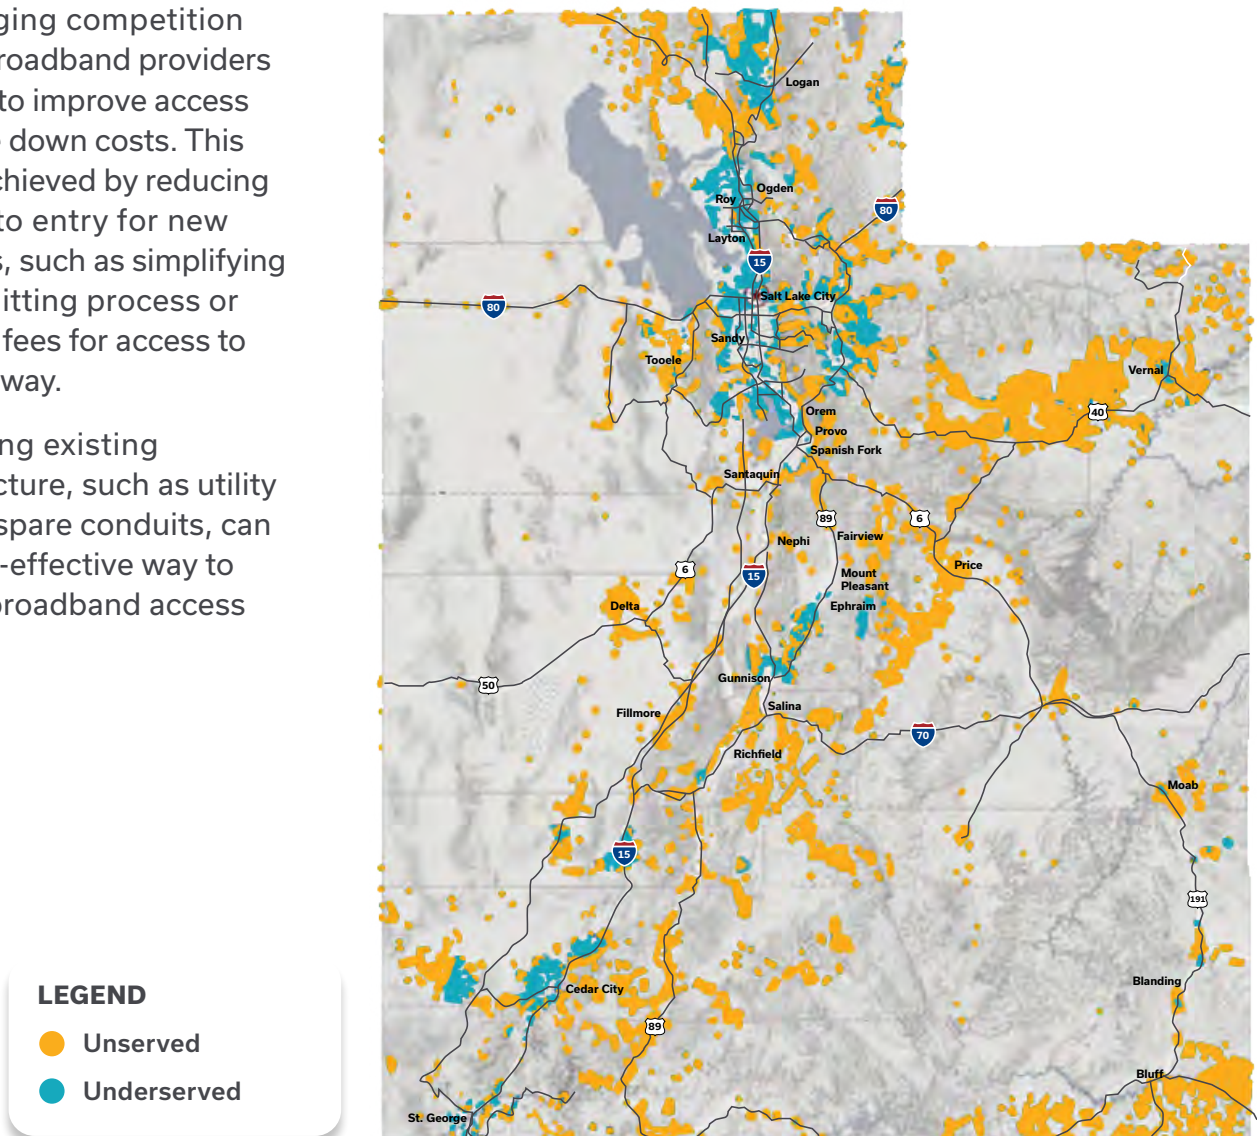 ging competition
roadband providers
to improve access
down costs. This
chieved by reducing
to entry for new
s, such as simplifying
itting process or
fees for access to
way.
ng existing
cture, such as utility
spare conduits, can
-effective way to
broadband access
LEGEND
Unserved
Underserved
Logan
Ogden
Roy
80
Layton
15
Salt Lake City
80
Sandy
Tooele
Vernal
40
Orem
Provo
Spanish Fork
Santaquin
89
6
Nephi
Fairview
6
15
Price
Mount
Pleasant
Delta
Ephraim
Gunnison
50
Salina
Fillmore
70
Richfield
Moab
15
191
Blanding
Cedar City
89
Bluff
St. George